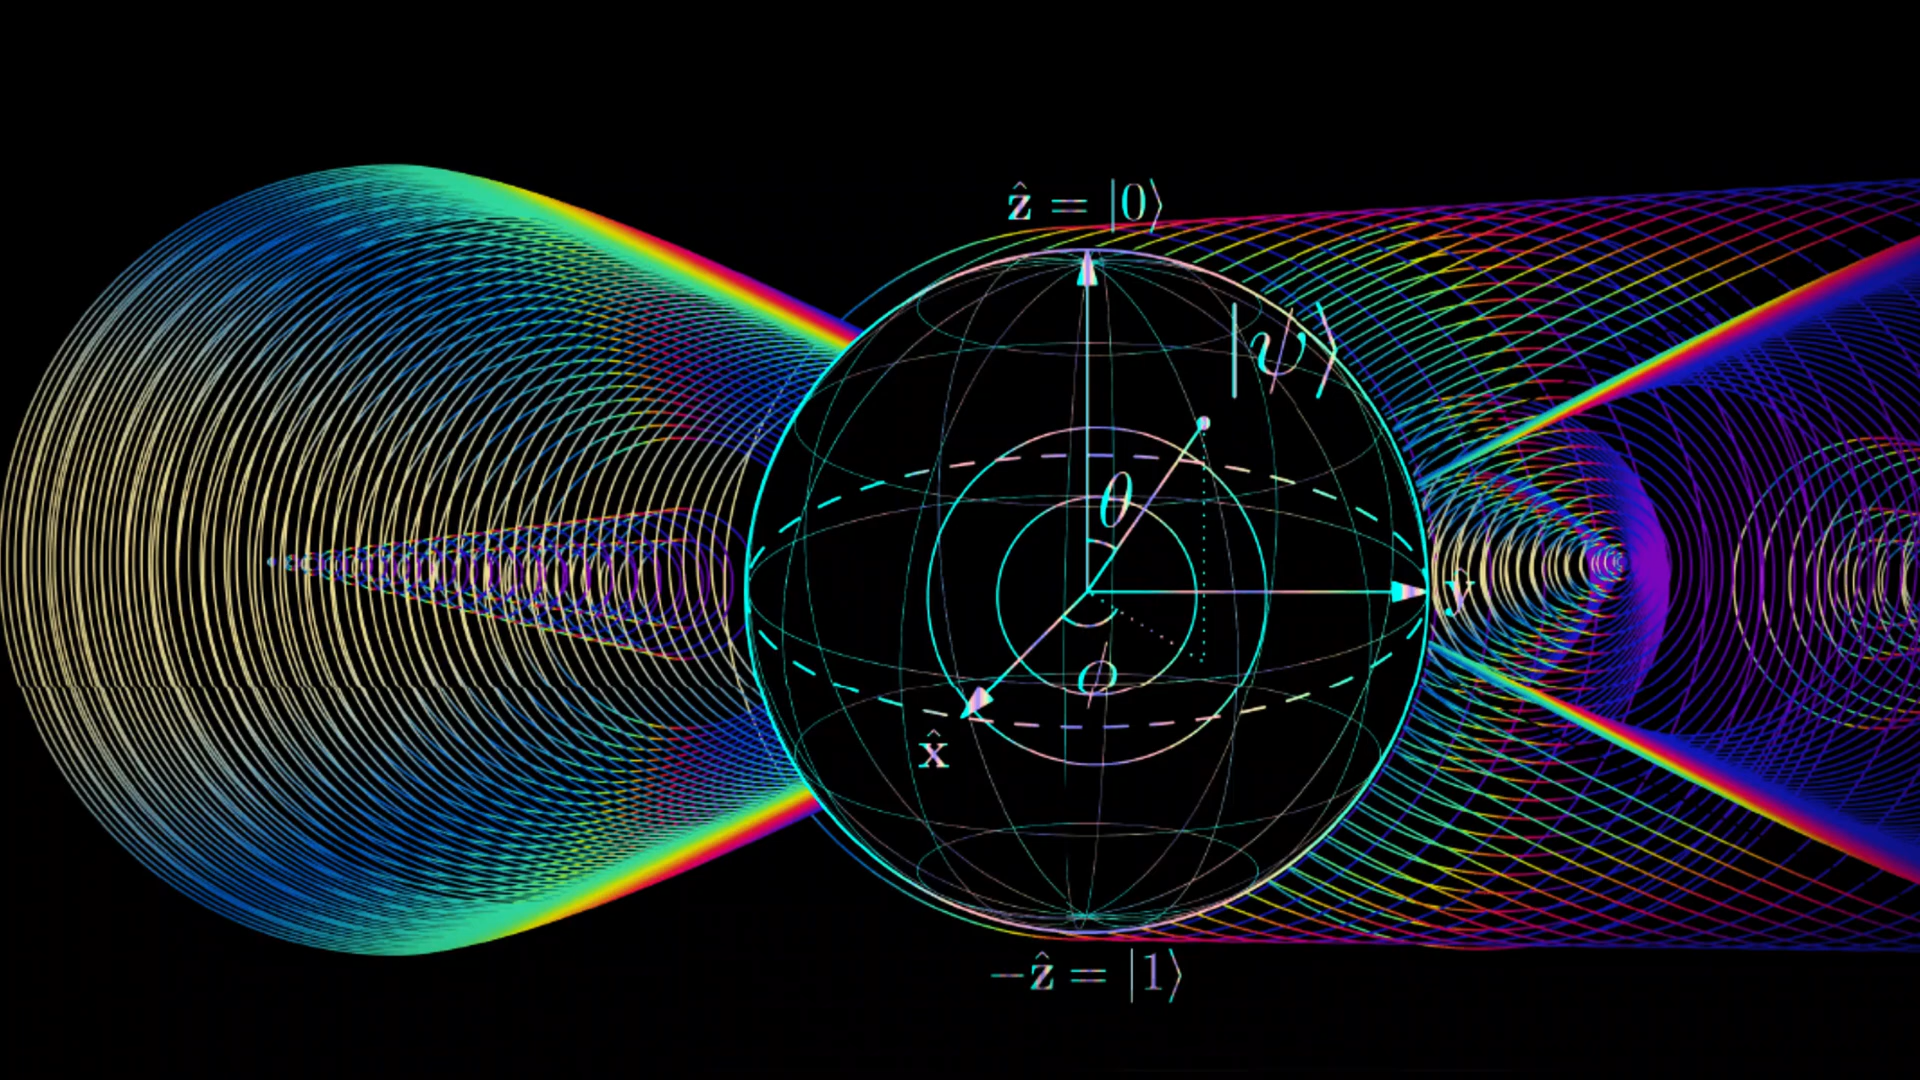 ẑ = |0⟩
|ψ⟩
θ
ŷ
ϕ
x̂
−ẑ = |1⟩